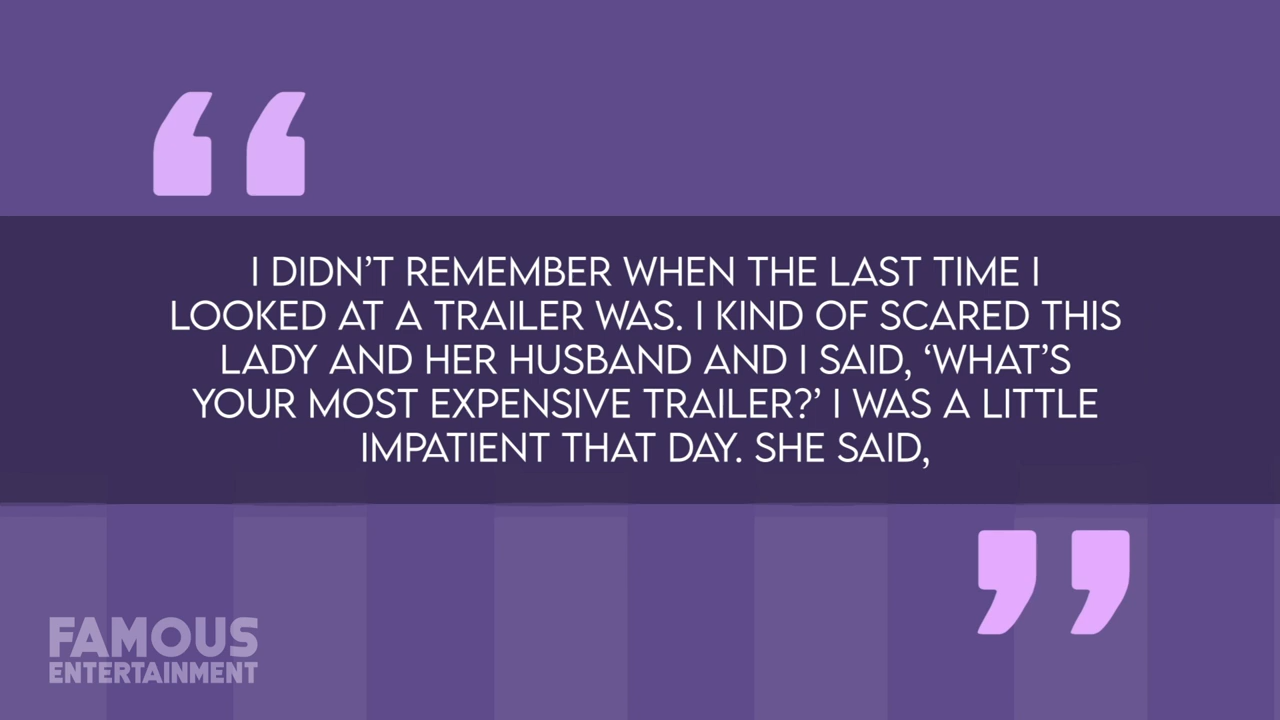 “
I DIDN’T REMEMBER WHEN THE LAST TIME I
LOOKED AT A TRAILER WAS. I KIND OF SCARED THIS
LADY AND HER HUSBAND AND I SAID, ‘WHAT’S
YOUR MOST EXPENSIVE TRAILER?’ I WAS A LITTLE
IMPATIENT THAT DAY. SHE SAID,
”
FAMOUS
ENTERTAINMENT